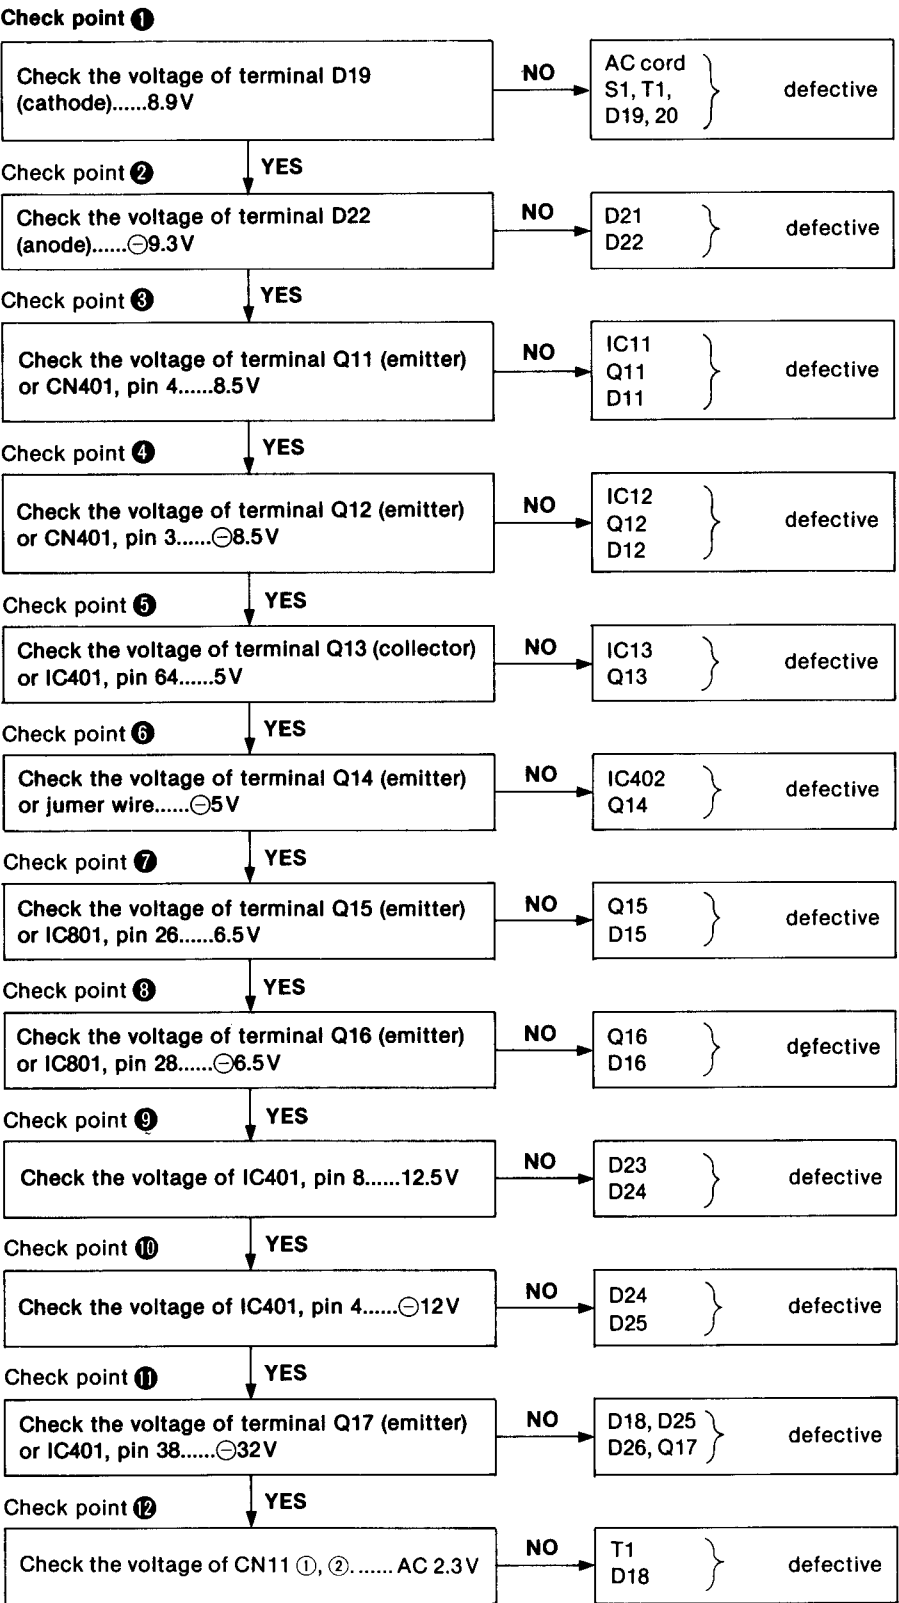 Check point ❶
Check the voltage of terminal D19
(cathode)......8.9V
NO
AC cord
S1, T1,
D19, 20
defective
YES
Check point ❷
Check the voltage of terminal D22
(anode)......⊖9.3V
NO
D21
D22
defective
YES
Check point ❸
Check the voltage of terminal Q11 (emitter)
or CN401, pin 4......8.5V
NO
IC11
Q11
D11
defective
YES
Check point ❹
Check the voltage of terminal Q12 (emitter)
or CN401, pin 3......⊖8.5V
NO
IC12
Q12
D12
defective
YES
Check point ❺
Check the voltage of terminal Q13 (collector)
or IC401, pin 64......5V
NO
IC13
Q13
defective
YES
Check point ❻
Check the voltage of terminal Q14 (emitter)
or jumer wire......⊖5V
NO
IC402
Q14
defective
YES
Check point ❼
Check the voltage of terminal Q15 (emitter)
or IC801, pin 26......6.5V
NO
Q15
D15
defective
YES
Check point ❽
Check the voltage of terminal Q16 (emitter)
or IC801, pin 28......⊖6.5V
NO
Q16
D16
defective
YES
Check point ❾
Check the voltage of IC401, pin 8......12.5V
NO
D23
D24
defective
YES
Check point ❿
Check the voltage of IC401, pin 4......⊖12V
NO
D24
D25
defective
YES
Check point ⓫
Check the voltage of terminal Q17 (emitter)
or IC401, pin 38......⊖32V
NO
D18, D25
D26, Q17
defective
YES
Check point ⓬
Check the voltage of CN11 ①, ②....... AC 2.3V
NO
T1
D18
defective